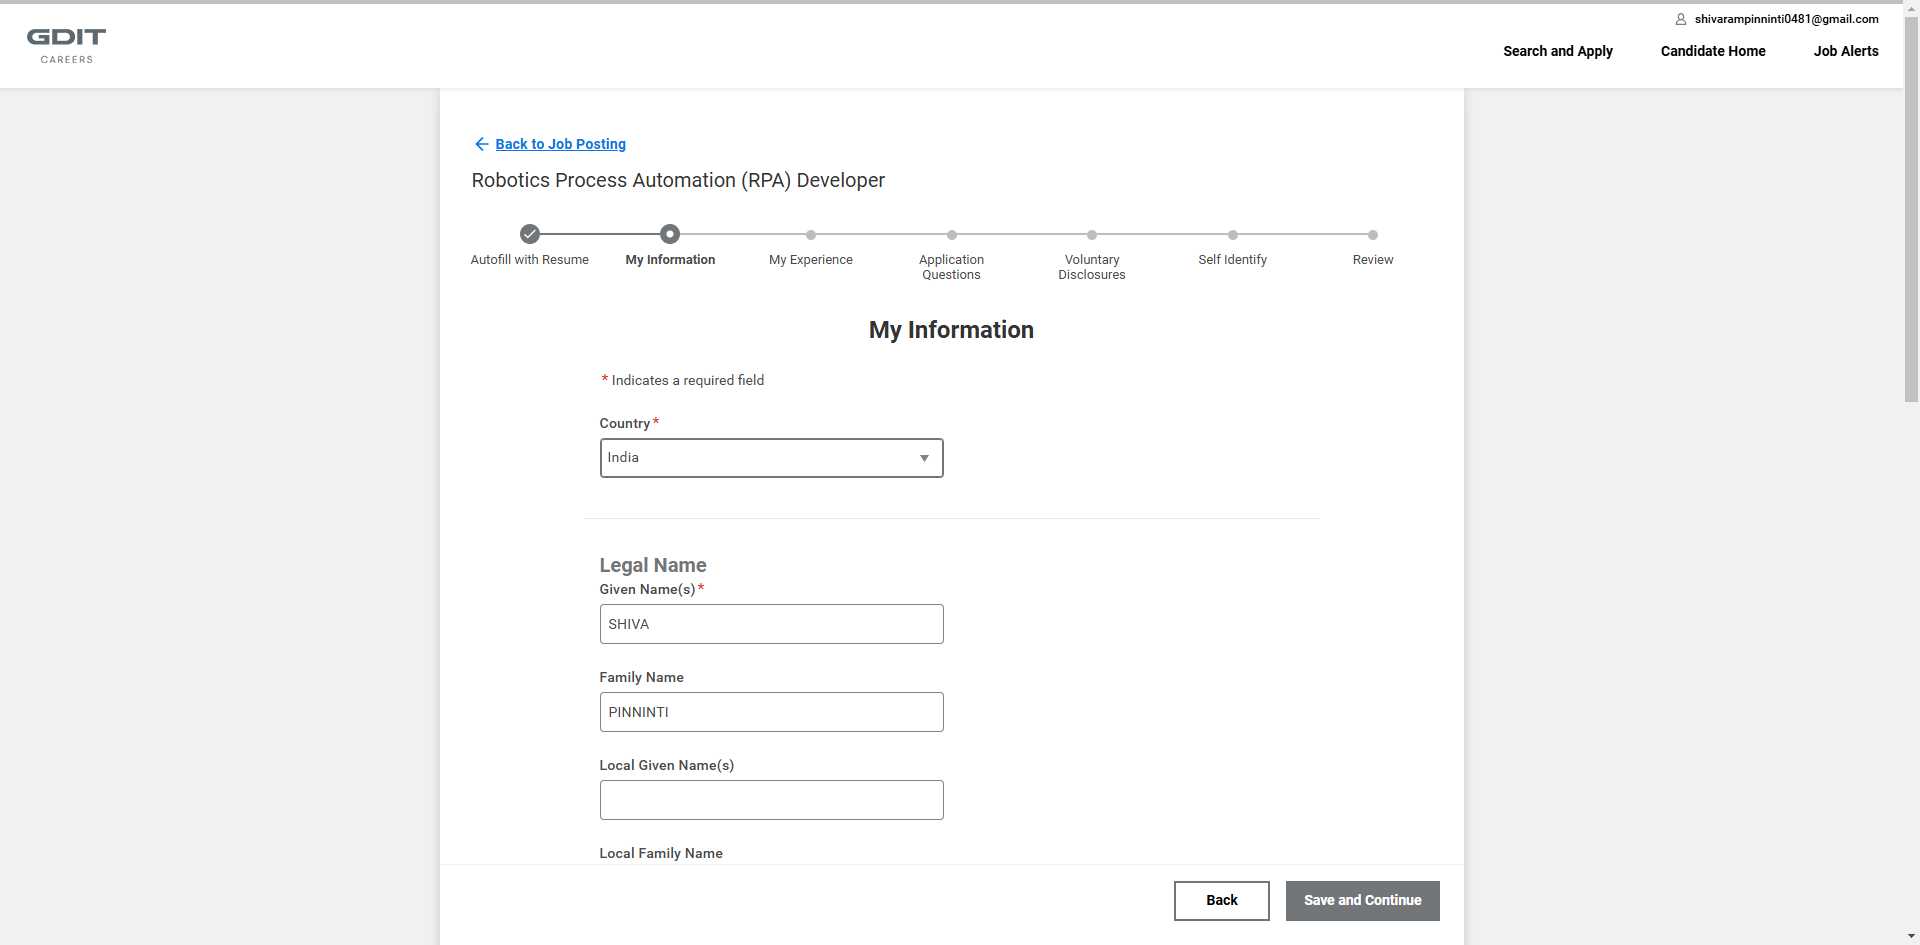 GDIT
CAREERS
shivarampinninti0481@gmail.com
Search and Apply
Candidate Home
Job Alerts
Back to Job Posting
Robotics Process Automation (RPA) Developer
Autofill with Resume
My Information
My Experience
Application
Questions
Voluntary
Disclosures
Self Identify
Review
My Information
* Indicates a required field
Country*
India
Legal Name
Given Name(s)*
SHIVA
Family Name
PINNINTI
Local Given Name(s)
Local Family Name
Back
Save and Continue